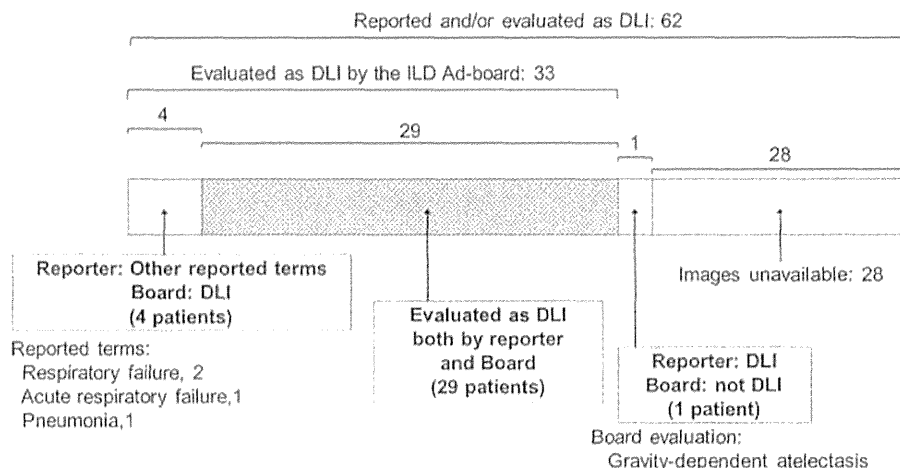 Reported and/or evaluated as DLI: 62
Evaluated as DLI by the ILD Ad-board: 33
4
29
1
28
Reporter: Other reported terms
Board: DLI
(4 patients)
Reported terms:
Respiratory failure, 2
Acute respiratory failure,1
Pneumonia,1
Evaluated as DLI
both by reporter
and Board
(29 patients)
Images unavailable: 28
Reporter: DLI
Board: not DLI
(1 patient)
Board evaluation:
Gravity-dependent atelectasis